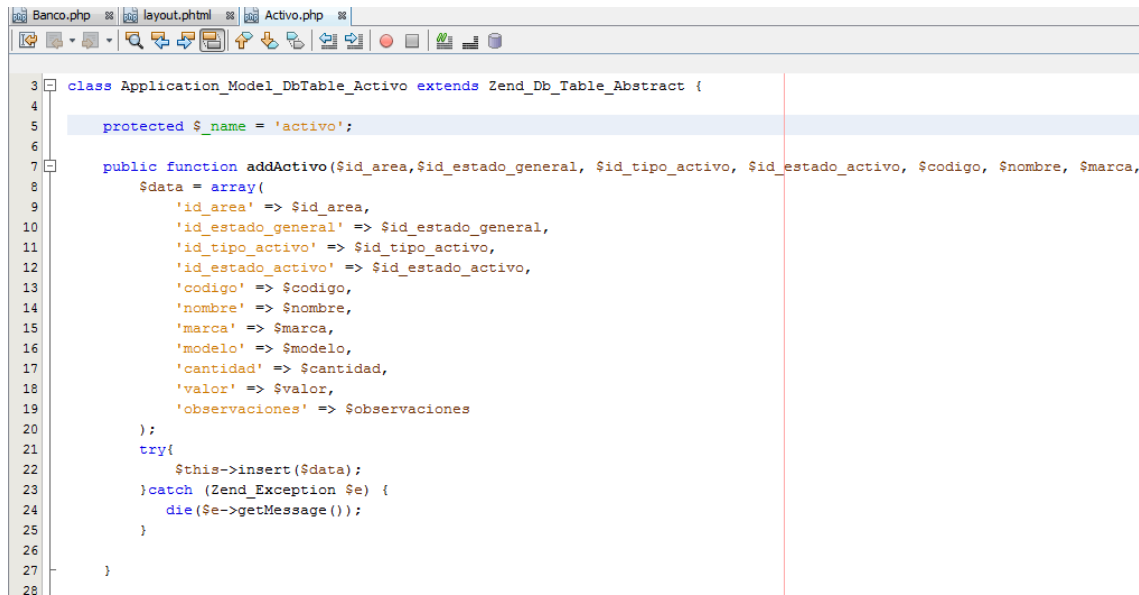 Banco.php layout.phtml Activo.php
3 class Application_Model_DbTable_Activo extends Zend_Db_Table_Abstract {
4
5 protected $_name = 'activo';
6
7 public function addActivo($id_area,$id_estado_general, $id_tipo_activo, $id_estado_activo, $codigo, $nombre, $marca,
8 $data = array(
9 'id_area' => $id_area,
10 'id_estado_general' => $id_estado_general,
11 'id_tipo_activo' => $id_tipo_activo,
12 'id_estado_activo' => $id_estado_activo,
13 'codigo' => $codigo,
14 'nombre' => $nombre,
15 'marca' => $marca,
16 'modelo' => $modelo,
17 'cantidad' => $cantidad,
18 'valor' => $valor,
19 'observaciones' => $observaciones
20 );
21 try{
22 $this->insert($data);
23 }catch (Zend_Exception $e) {
24 die($e->getMessage());
25 }
26
27 }
28